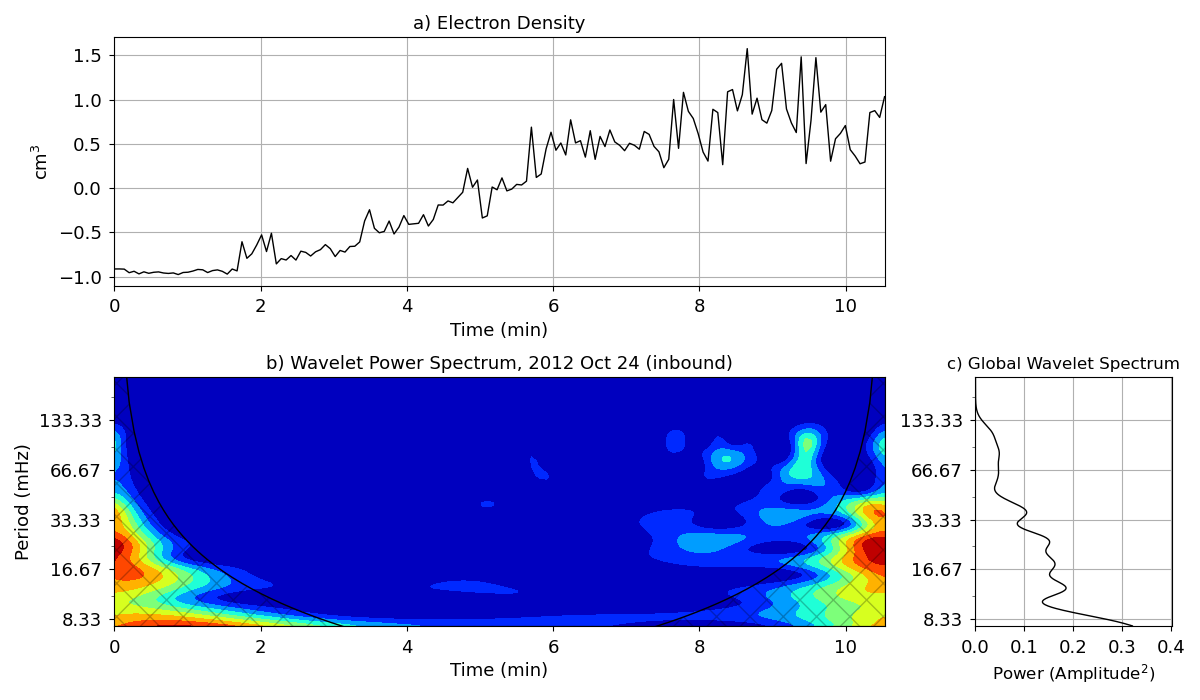 a) Electron Density
1.5
1.0
0.5
0.0
−0.5
−1.0
cm³
0 2 4 6 8 10
Time (min)
b) Wavelet Power Spectrum, 2012 Oct 24 (inbound)
133.33
66.67
33.33
16.67
8.33
Period (mHz)
0 2 4 6 8 10
Time (min)
c) Global Wavelet Spectrum
133.33
66.67
33.33
16.67
8.33
0.0 0.1 0.2 0.3 0.4
Power (Amplitude²)